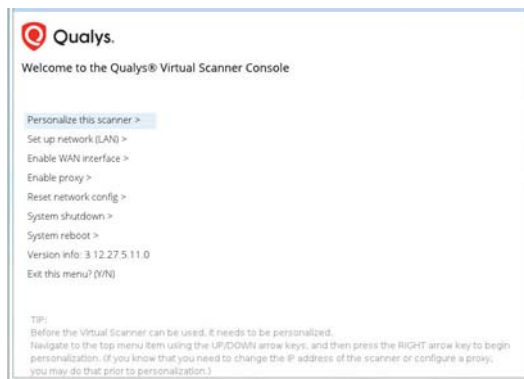 Qualys.
Welcome to the Qualys® Virtual Scanner Console
Personalize this scanner >
Set up network (LAN) >
Enable WAN interface >
Enable proxy >
Reset network config >
System shutdown >
System reboot >
Version info: 3.12.27.5.11.0
Exit this menu? (Y/N)
TIP:
Before the Virtual Scanner can be used, it needs to be personalized.
Navigate to the top menu item using the UP/DOWN arrow keys, and then press the RIGHT arrow key to begin
personalization. (if you know that you need to change the IP address of the scanner or configure a proxy,
you may do that prior to personalization.)